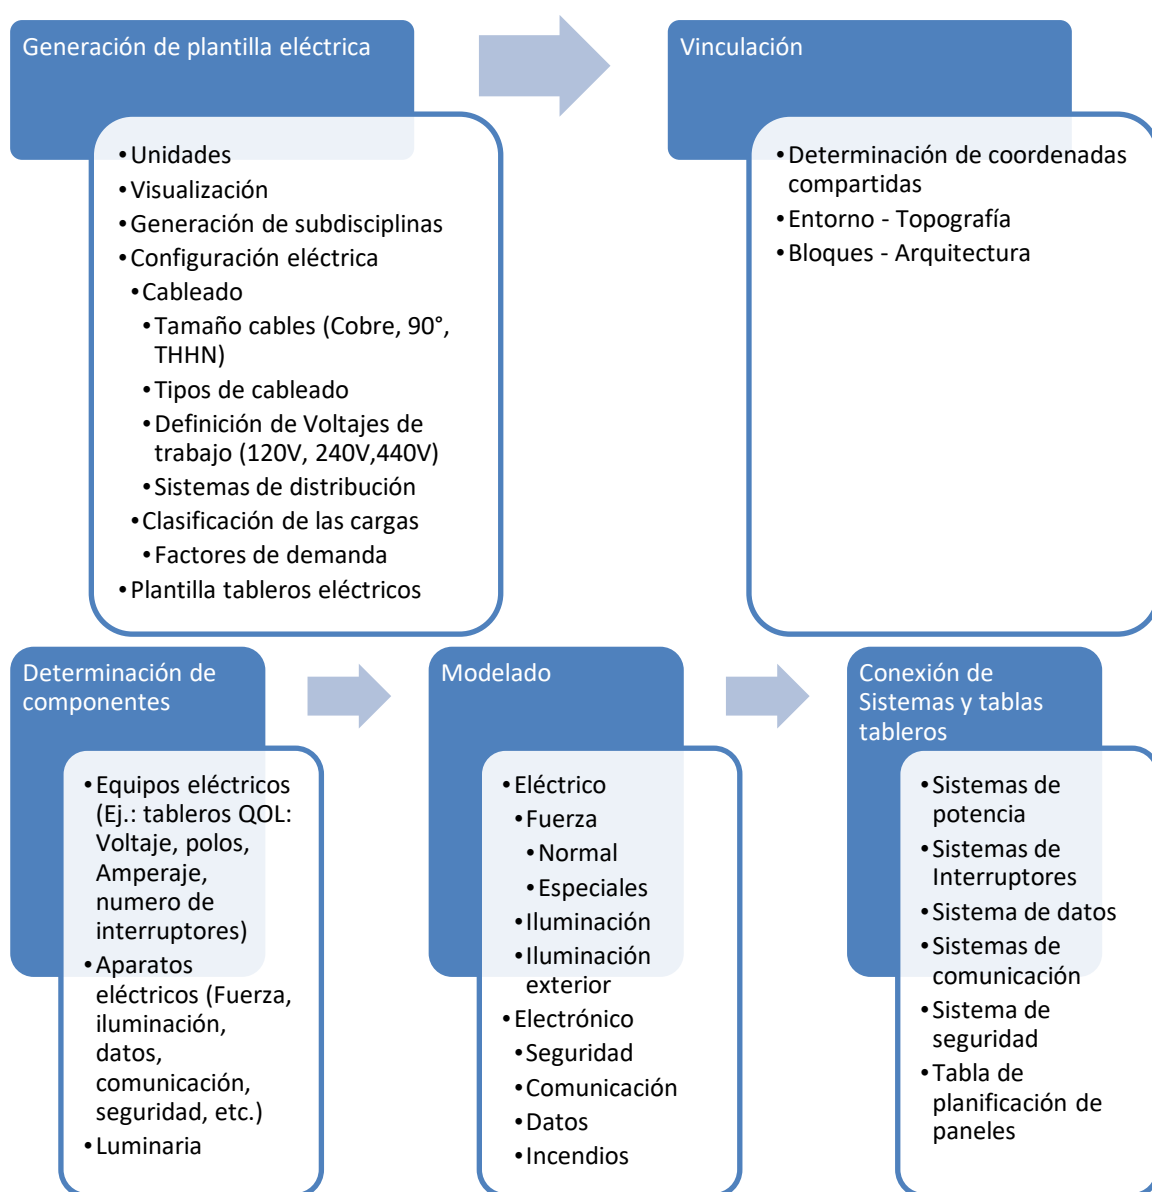 Generación de plantilla eléctrica
•Unidades
•Visualización
•Generación de subdisciplinas
•Configuración eléctrica
•Cableado
•Tamaño cables (Cobre, 90°,
THHN)
•Tipos de cableado
•Definición de Voltajes de
trabajo (120V, 240V,440V)
•Sistemas de distribución
•Clasificación de las cargas
•Factores de demanda
•Plantilla tableros eléctricos
Vinculación
•Determinación de coordenadas
compartidas
•Entorno - Topografía
•Bloques - Arquitectura
Determinación de
componentes
•Equipos eléctricos
(Ej.: tableros QOL:
Voltaje, polos,
Amperaje,
numero de
interruptores)
•Aparatos
eléctricos (Fuerza,
iluminación,
datos,
comunicación,
seguridad, etc.)
•Luminaria
Modelado
•Eléctrico
•Fuerza
•Normal
•Especiales
•Iluminación
•Iluminación
exterior
•Electrónico
•Seguridad
•Comunicación
•Datos
•Incendios
Conexión de
Sistemas y tablas
tableros
•Sistemas de
potencia
•Sistemas de
Interruptores
•Sistema de datos
•Sistemas de
comunicación
•Sistema de
seguridad
•Tabla de
planificación de
paneles